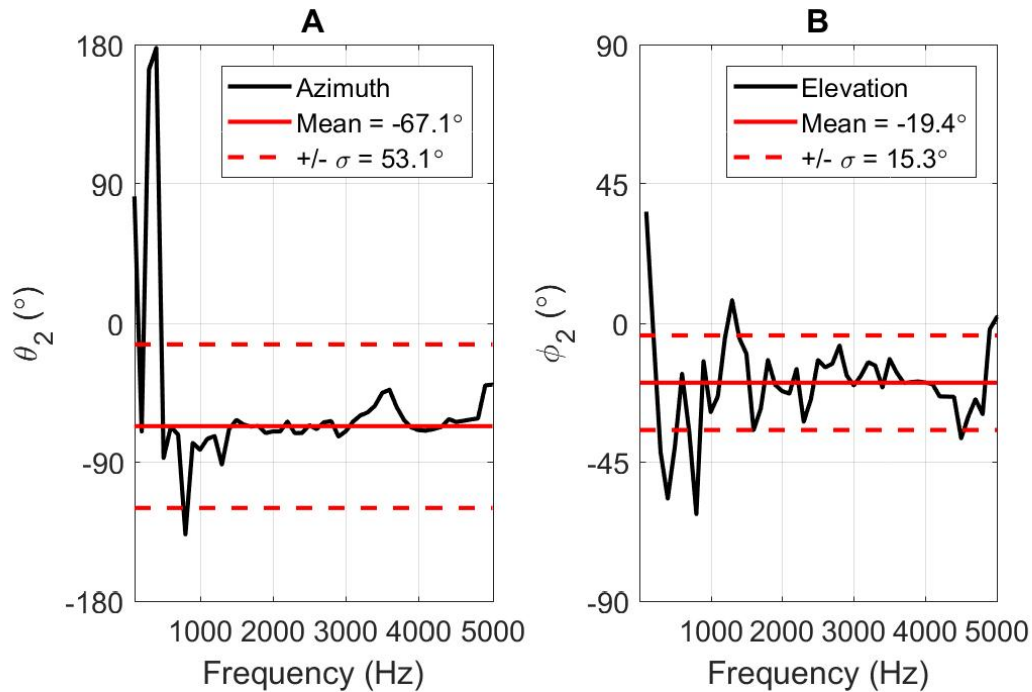 A
180
90
0
-90
-180
θ2 (°)
Azimuth
Mean = -67.1°
+/- σ = 53.1°
1000 2000 3000 4000 5000
Frequency (Hz)
B
90
45
0
-45
-90
ϕ2 (°)
Elevation
Mean = -19.4°
+/- σ = 15.3°
1000 2000 3000 4000 5000
Frequency (Hz)